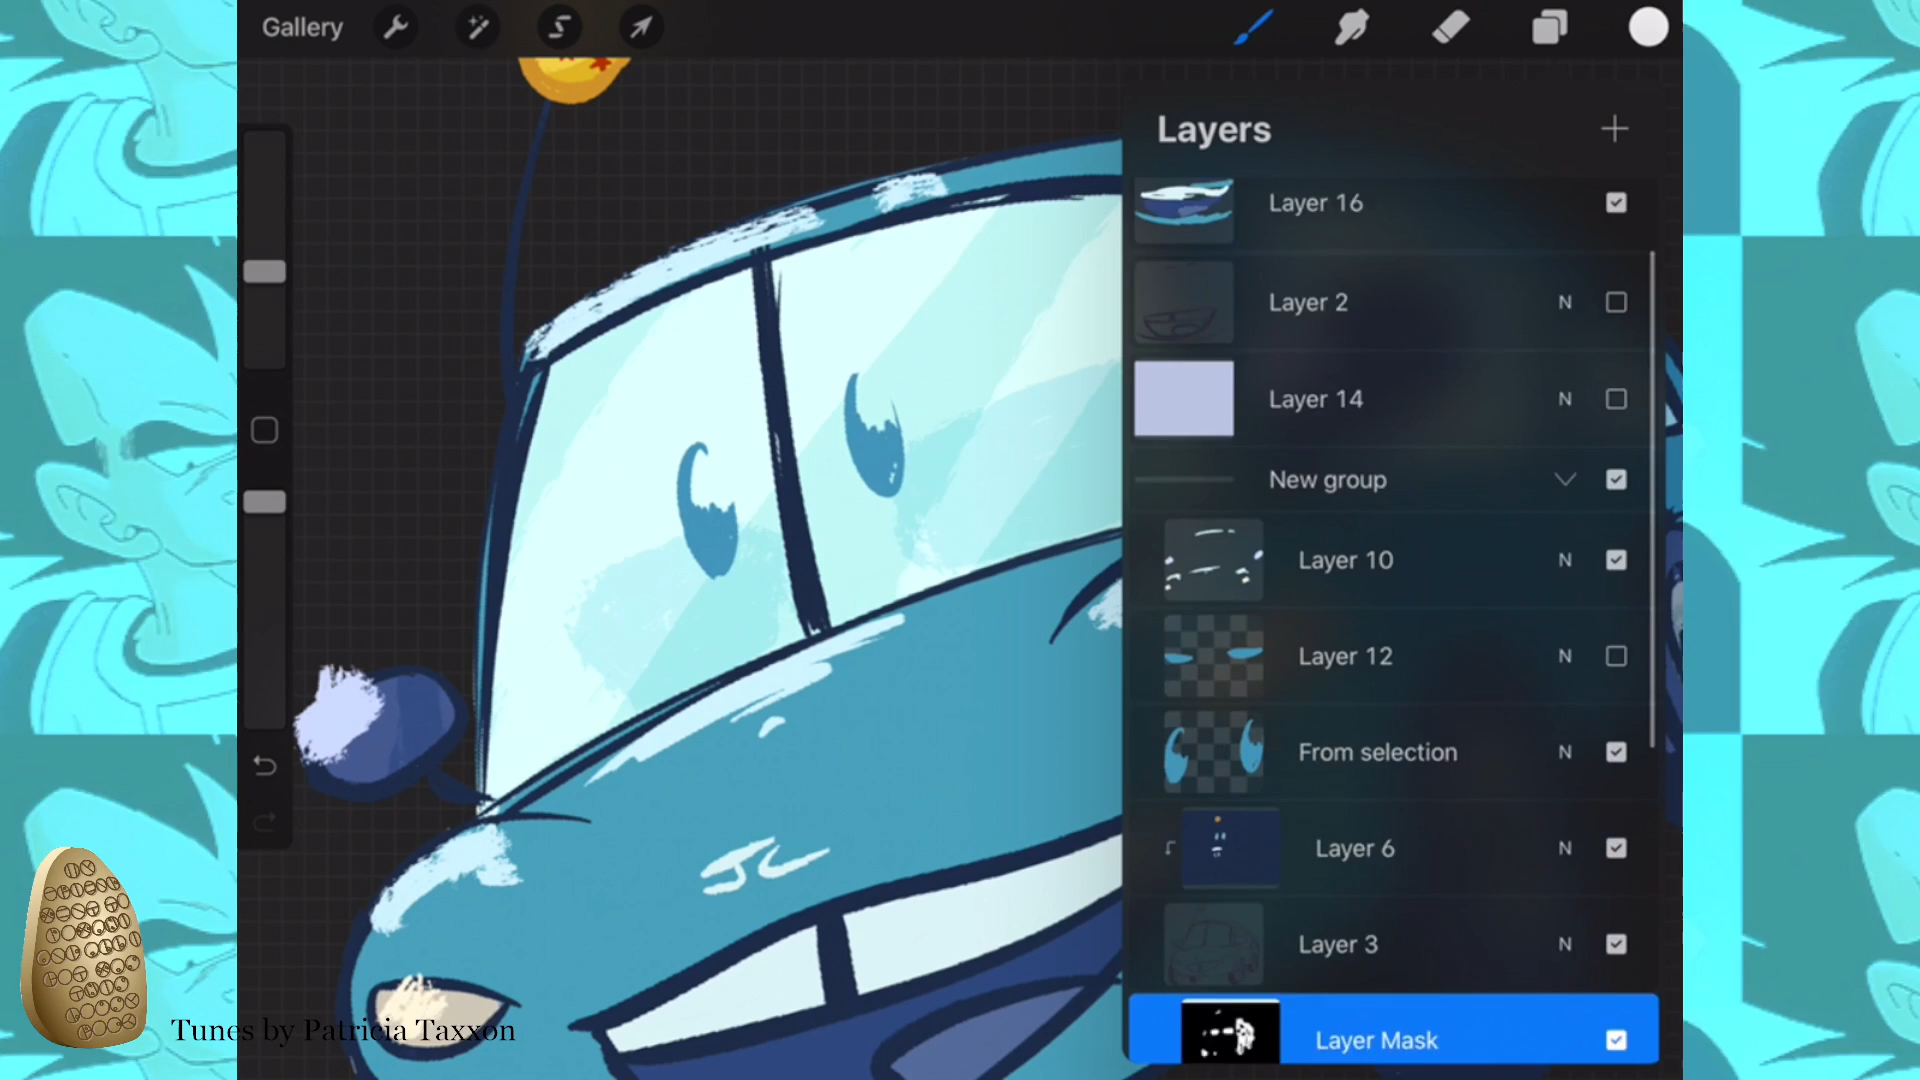 Gallery
Layers
Layer 16
Layer 2 N
Layer 14 N
New group
Layer 10 N
Layer 12 N
From selection N
Layer 6 N
Layer 3 N
Layer Mask
JC
Tunes by Patricia Taxxon